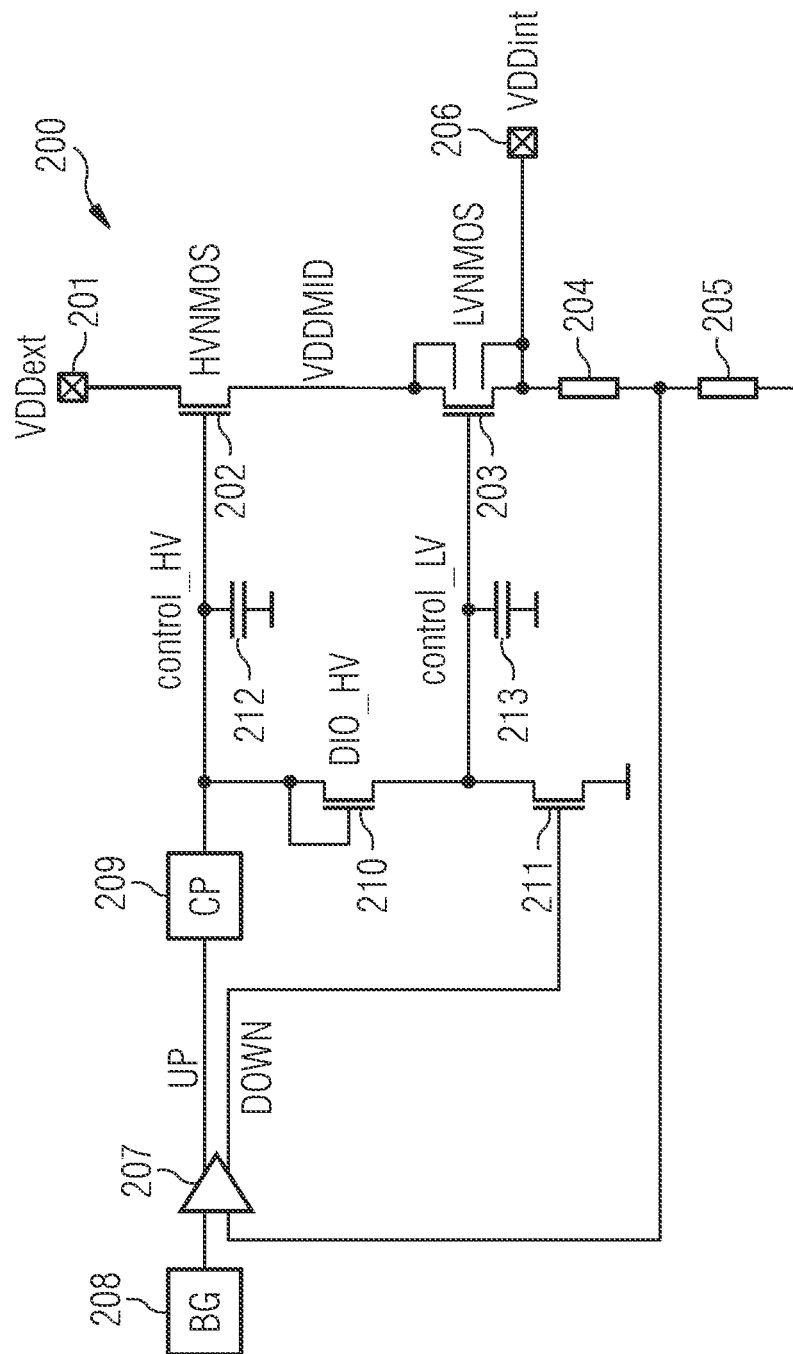 200
VDDext
201
HVNMOS
202
VDDMID
LVNMOS
203
206
VDDint
204
205
control_HV
212
control_LV
213
DIO_HV
210
211
209
CP
UP
DOWN
207
208
BG